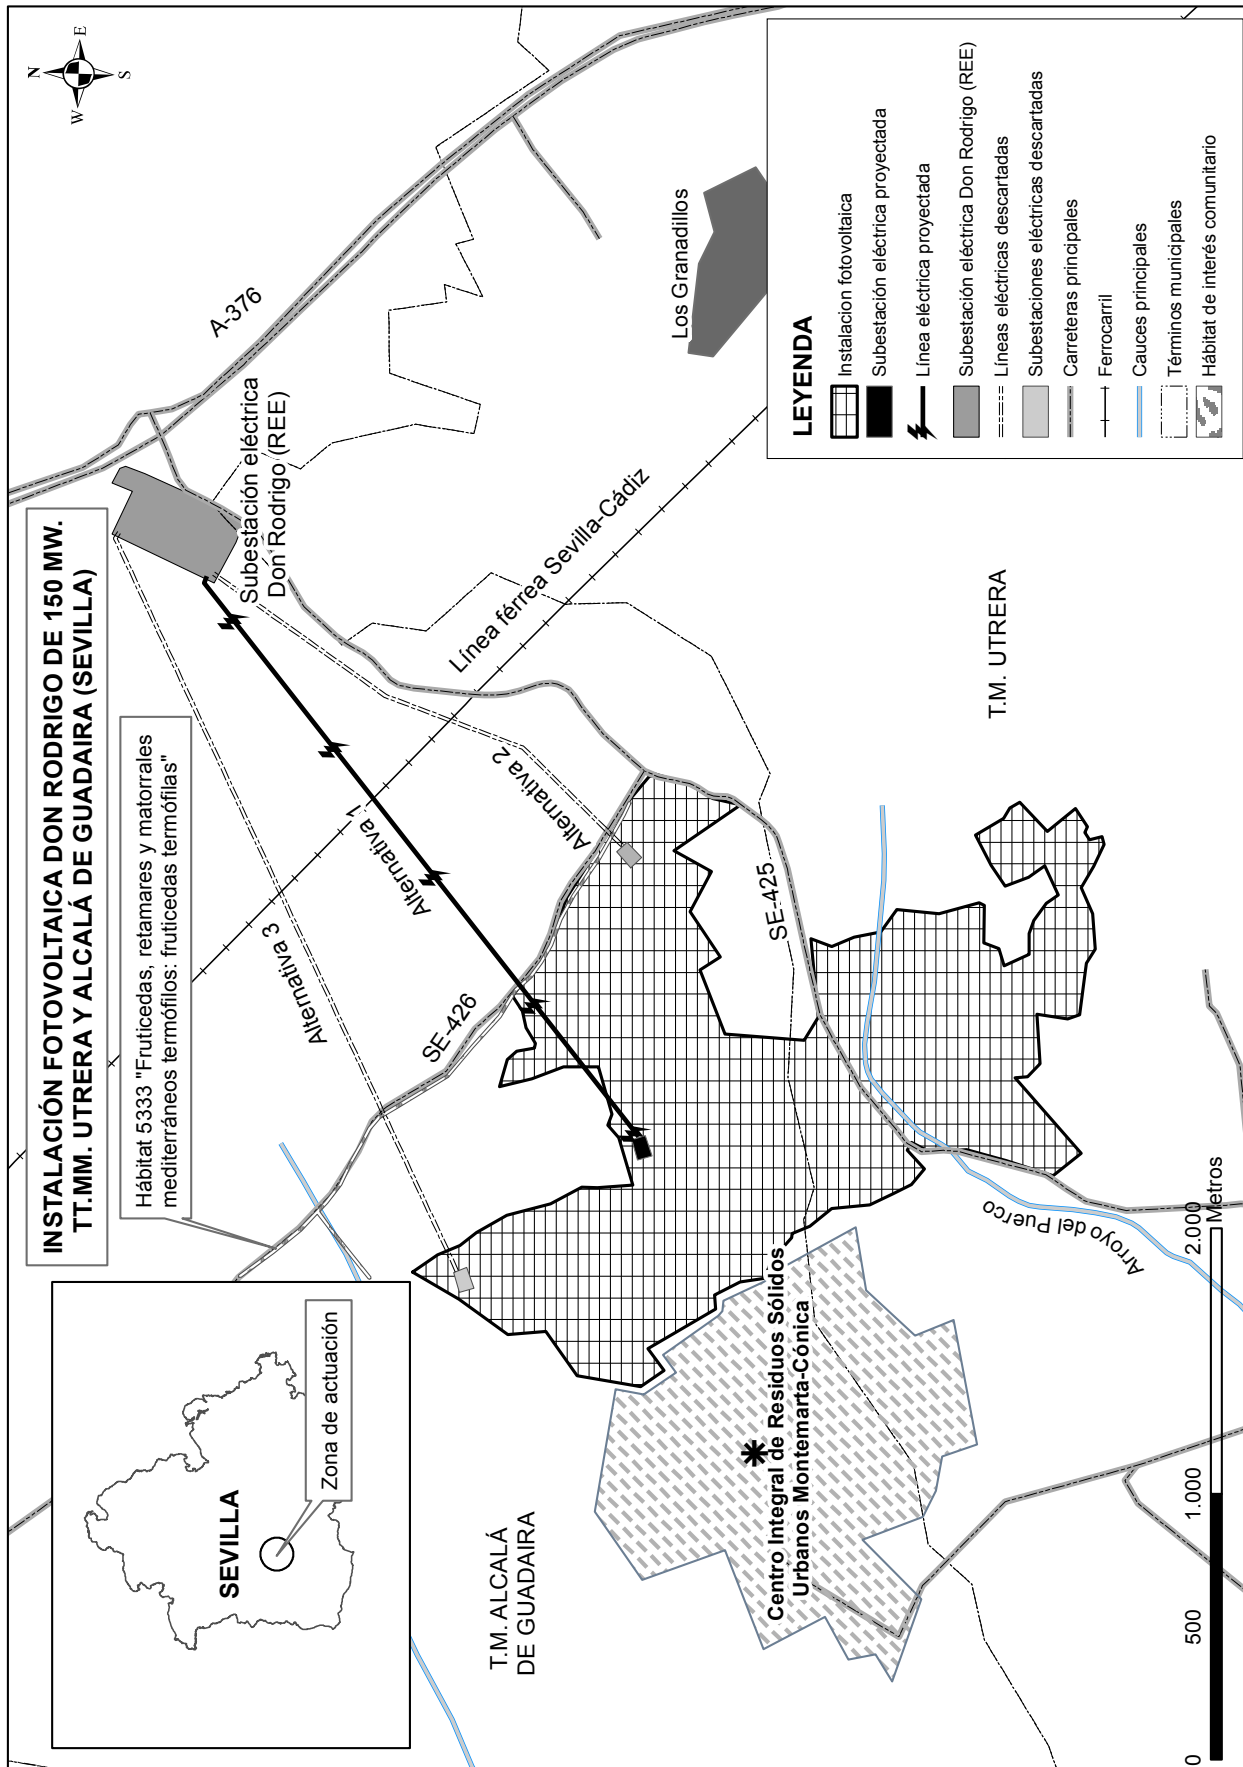 INSTALACIÓN FOTOVOLTAICA DON RODRIGO DE 150 MW.
TT.MM. UTRERA Y ALCALÁ DE GUADAIRA (SEVILLA)
N
E
S
W
Hábitat 5333 "Fruticedas, retamares y matorrales
mediterráneos termófilos: fruticedas termófilas"
SEVILLA
Zona de actuación
A-376
Subestación eléctrica
Don Rodrigo (REE)
Alternativa 3
Alternativa 1
Alternativa 2
Línea férrea Sevilla-Cádiz
SE-426
SE-425
Los Granadillos
T.M. ALCALÁ
DE GUADAIRA
T.M. UTRERA
Centro Integral de Residuos Sólidos
Urbanos Montemarta-Cónica
Arroyo del Puerco
LEYENDA
Instalacion fotovoltaica
Subestación eléctrica proyectada
Línea eléctrica proyectada
Subestación eléctrica Don Rodrigo (REE)
Líneas eléctricas descartadas
Subestaciones eléctricas descartadas
Carreteras principales
Ferrocarril
Cauces principales
Términos municipales
Hábitat de interés comunitario
0 500 1.000 2.000
Metros